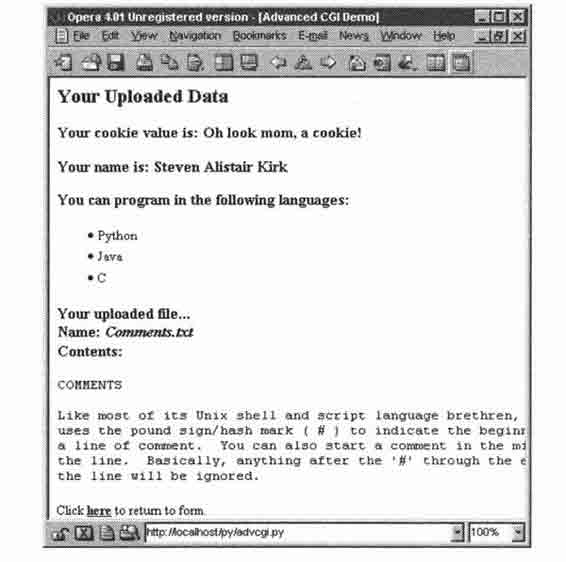 Opera 4.01 Unregistered version - [Advanced CGI Demo]
File Edit View Navigation Bookmarks E-mail News Window Help
Your Uploaded Data
Your cookie value is: Oh look mom, a cookie!
Your name is: Steven Alistair Kirk
You can program in the following languages:
• Python
• Java
• C
Your uploaded file...
Name: Comments.txt
Contents:
COMMENTS
Like most of its Unix shell and script language brethren,
uses the pound sign/hash mark ( # ) to indicate the begin
a line of comment. You can also start a comment in the mi
the line. Basically, anything after the '#' through the e
the line will be ignored.
Click here to return to form.
http://localhost/py/advcgi.py
100%